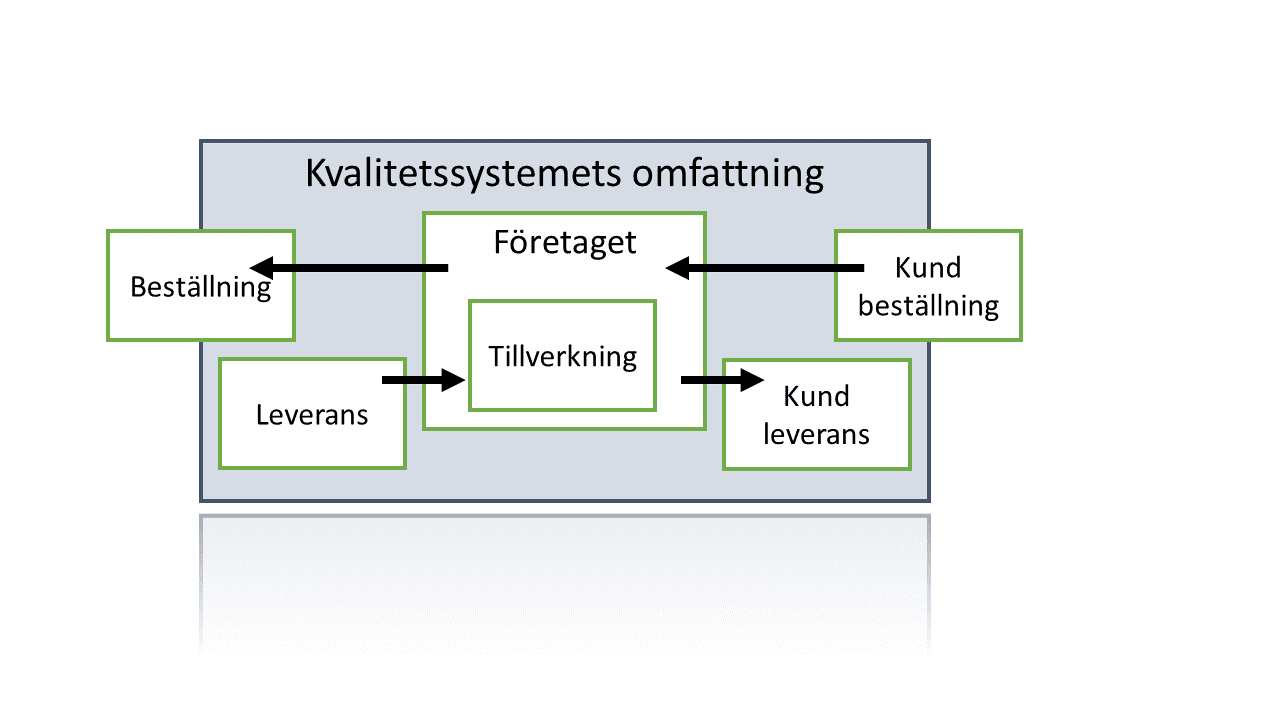 Kvalitetssystemets omfattning
Företaget
Beställning
Kund
beställning
Tillverkning
Leverans
Kund
leverans